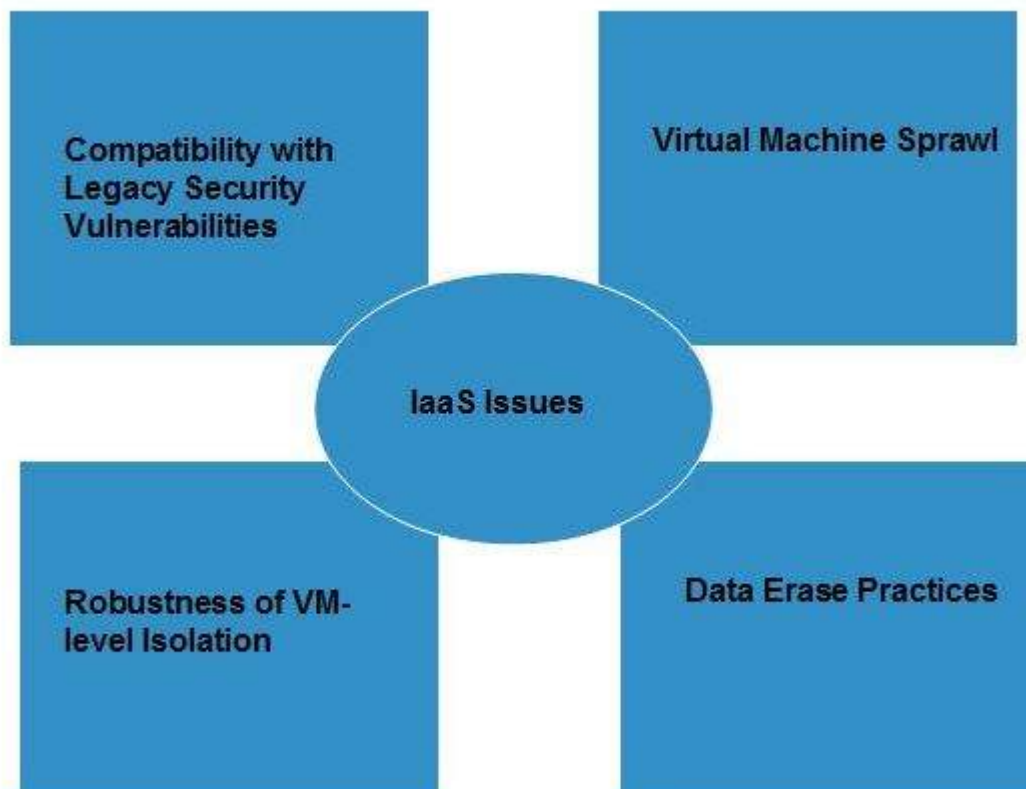 Compatibility with
Legacy Security
Vulnerabilities
Virtual Machine Sprawl
IaaS Issues
Robustness of VM-
level Isolation
Data Erase Practices